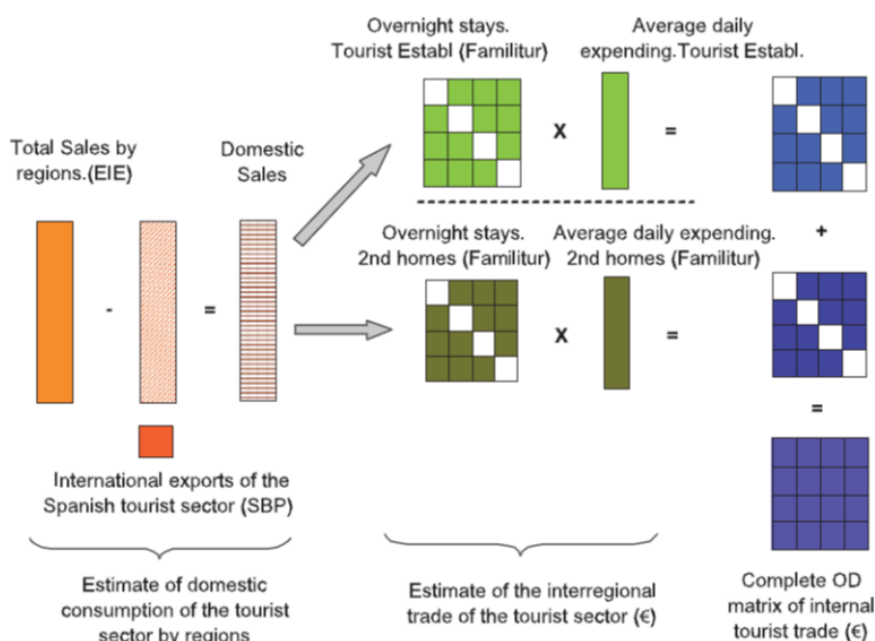 Overnight stays.
Tourist Establ (Familitur)
Average daily
expending.Tourist Establ.
Total Sales by
regions.(EIE)
Domestic
Sales
X
=
Overnight stays.
2nd homes (Familitur)
Average daily expending.
2nd homes (Familitur)
+
-
=
X
=
=
International exports of the
Spanish tourist sector (SBP)
Estimate of domestic
consumption of the tourist
sector by regions
Estimate of the interregional
trade of the tourist sector (€)
Complete OD
matrix of internal
tourist trade (€)